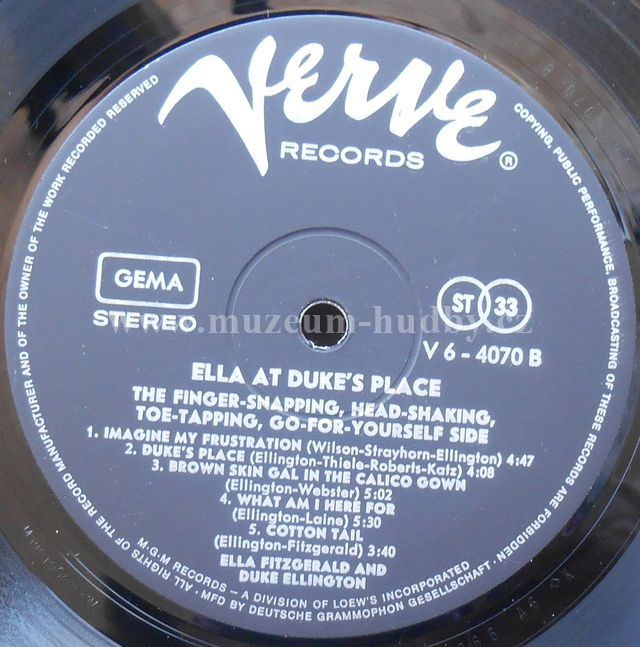 Verve
RECORDS ®
GEMA
STEREO
ST 33
V 6 - 4070 B
www.muzeum-hudby.cz
ELLA AT DUKE'S PLACE
THE FINGER-SNAPPING, HEAD-SHAKING,
TOE-TAPPING, GO-FOR-YOURSELF SIDE
1. IMAGINE MY FRUSTRATION (Wilson-Strayhorn-Ellington) 4:47
2. DUKE'S PLACE (Ellington-Thiele-Roberts-Katz) 4:08
3. BROWN SKIN GAL IN THE CALICO GOWN
(Ellington-Webster) 5:02
4. WHAT AM I HERE FOR
(Ellington-Laine) 5:30
5. COTTON TAIL
(Ellington-Fitzgerald) 3:40
ELLA FITZGERALD AND
DUKE ELLINGTON
M.G.M RECORDS – A DIVISION OF LOEW'S INCORPORATED
ALL RIGHTS OF THE RECORD MANUFACTURER AND OF THE OWNER OF THE WORK RECORDED RESERVED
COPYING, PUBLIC PERFORMANCE, BROADCASTING OF THESE RECORDS ARE FORBIDDEN
· MFD BY DEUTSCHE GRAMMOPHON GESELLSCHAFT ·